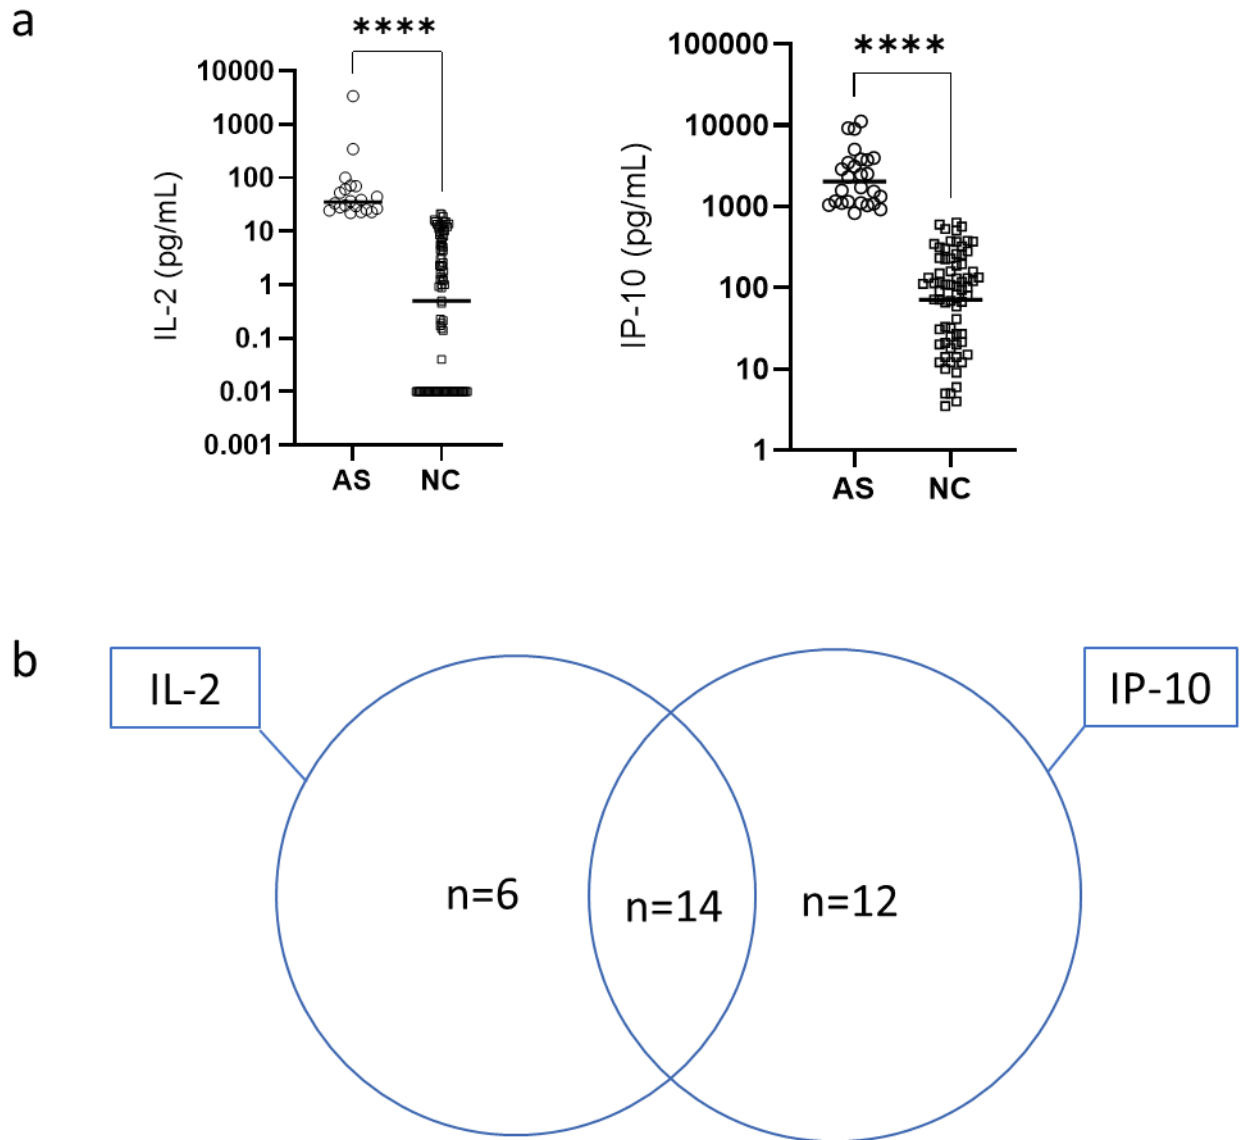 a
****
IL-2 (pg/mL)
10000
1000
100
10
1
0.1
0.01
0.001
AS NC
****
IP-10 (pg/mL)
100000
10000
1000
100
10
1
AS NC
b
IL-2
IP-10
n=6
n=14
n=12